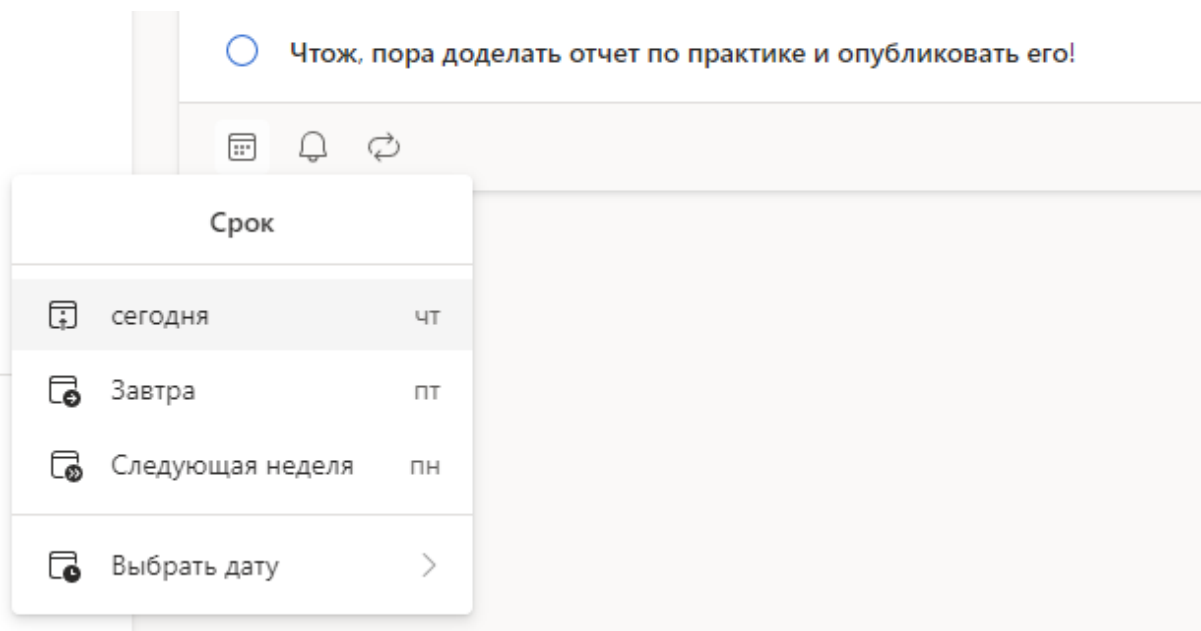 Чтож, пора доделать отчет по практике и опубликовать его!
Срок
сегодня чт
Завтра пт
Следующая неделя пн
Выбрать дату